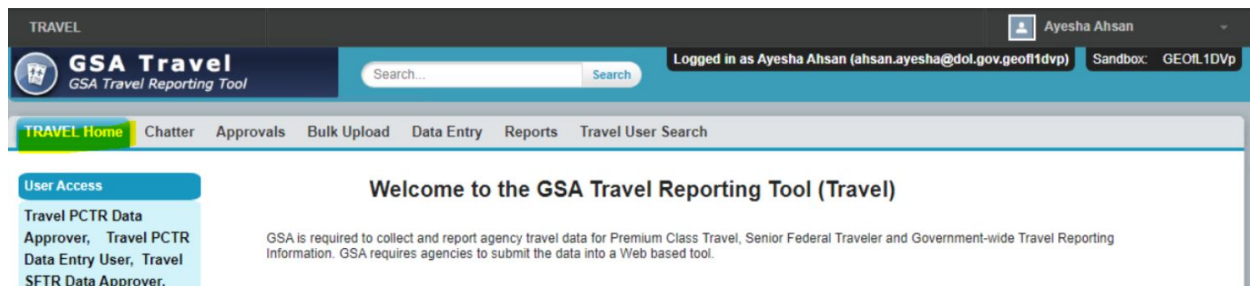 TRAVEL
Ayesha Ahsan
GSA Travel
GSA Travel Reporting Tool
Search...
Search
Logged in as Ayesha Ahsan (ahsan.ayesha@dol.gov.geofl1dvp)
Sandbox: GEOfL1DVp
TRAVEL Home Chatter Approvals Bulk Upload Data Entry Reports Travel User Search
User Access
Travel PCTR Data
Approver, Travel PCTR
Data Entry User, Travel
SFTR Data Approver,
Welcome to the GSA Travel Reporting Tool (Travel)
GSA is required to collect and report agency travel data for Premium Class Travel, Senior Federal Traveler and Government-wide Travel Reporting
Information. GSA requires agencies to submit the data into a Web based tool.